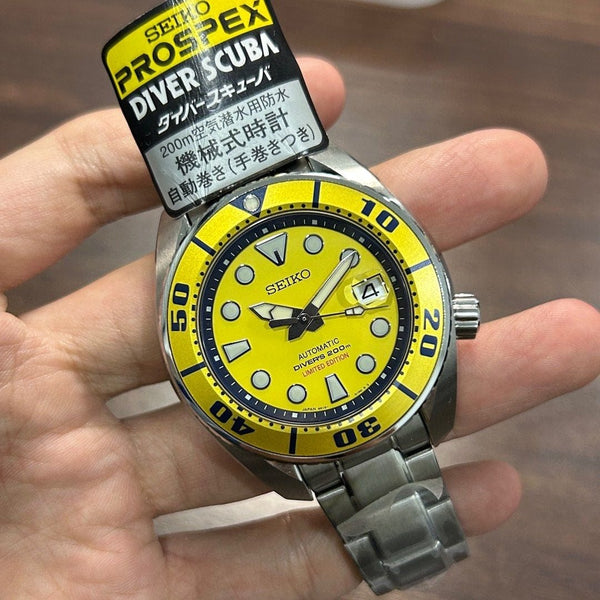 SEIKO
PROSPEX
DIVER SCUBA
ダイバースキューバ
200m空気潜水用防水
機械式時計
自動巻き(手巻きつき)
10
20
30
40
50
SEIKO
4
AUTOMATIC
DIVER'S 200m
LIMITED EDITION
JAPAN